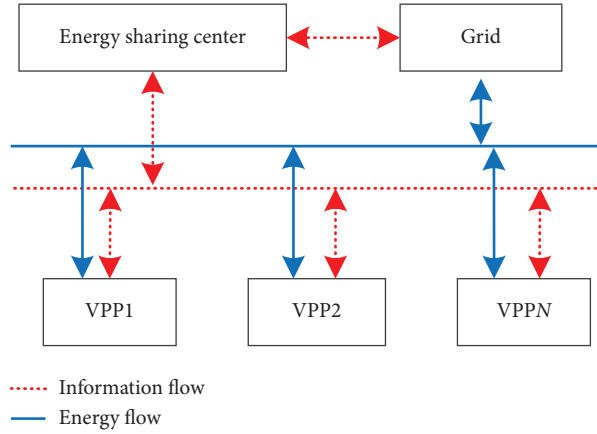 Energy sharing center
Grid
VPP1
VPP2
VPPN
Information flow
Energy flow